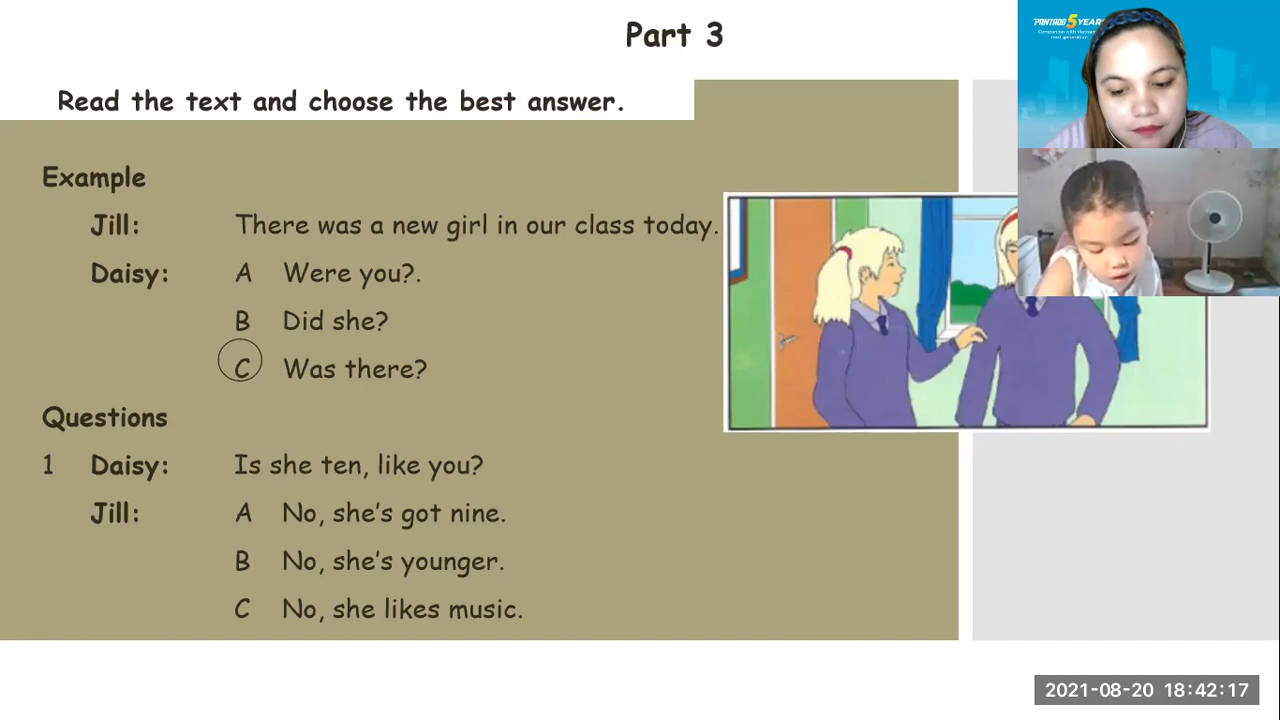 Part 3
Read the text and choose the best answer.
Example
Jill: There was a new girl in our class today.
Daisy: A Were you?.
B Did she?
C Was there?
Questions
1 Daisy: Is she ten, like you?
Jill: A No, she's got nine.
B No, she's younger.
C No, she likes music.
5 YEAR
2021-08-20 18:42:17